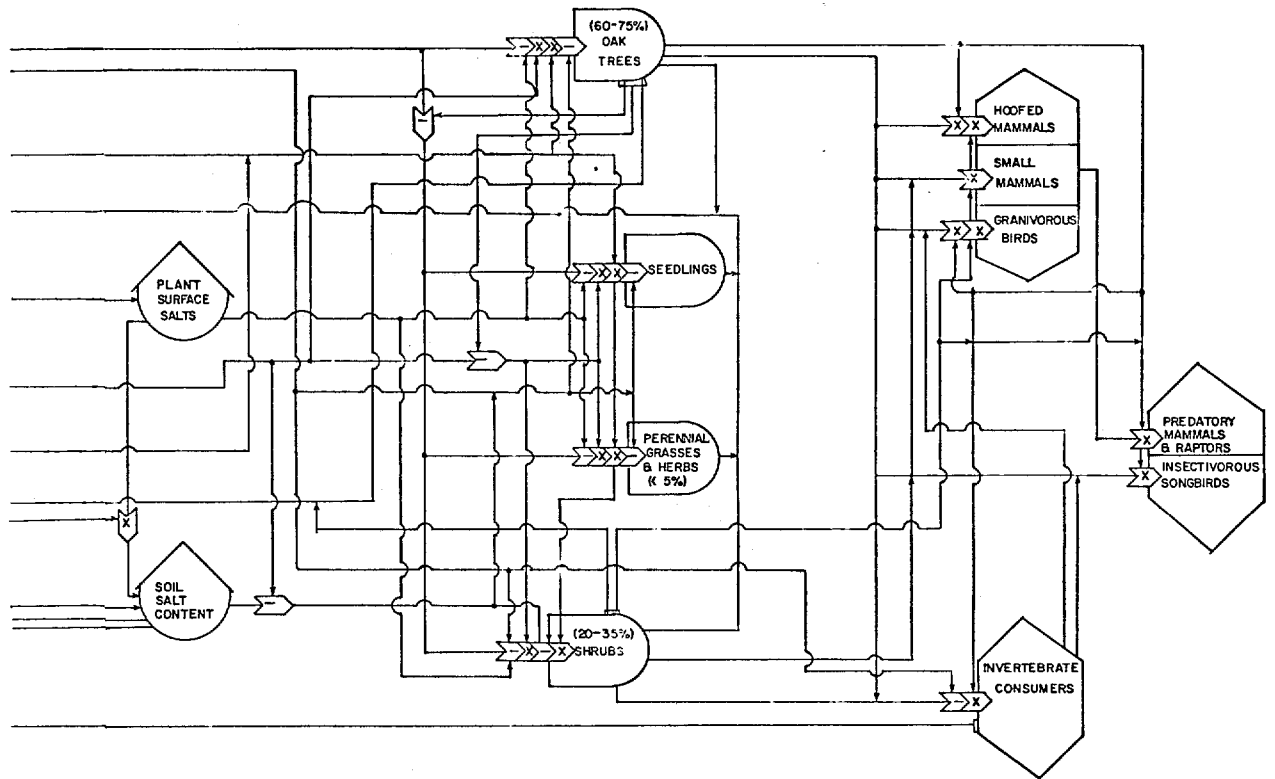 (60-75%)
OAK
TREES
HOOFED
MAMMALS
SMALL
MAMMALS
GRANIVOROUS
BIRDS
PLANT
SURFACE
SALTS
SEEDLINGS
PERENNIAL
GRASSES
& HERBS
(< 5%)
PREDATORY
MAMMALS
& RAPTORS
INSECTIVOROUS
SONGBIRDS
SOIL
SALT
CONTENT
(20-35%)
SHRUBS
INVERTEBRATE
CONSUMERS